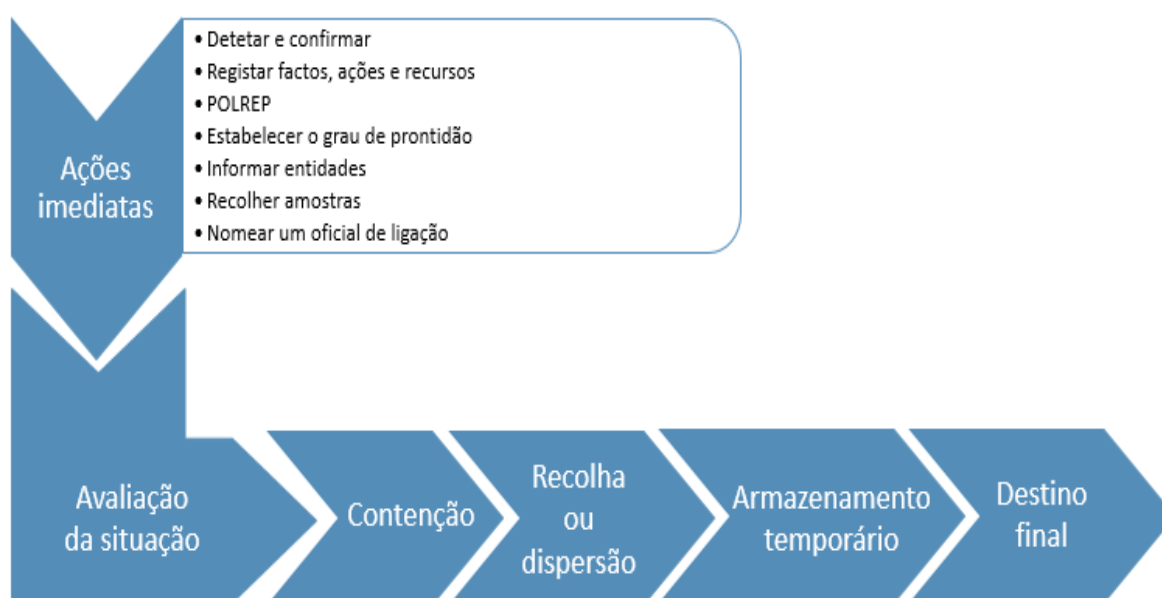 • Detetar e confirmar
• Registar factos, ações e recursos
• POLREP
• Estabelecer o grau de prontidão
• Informar entidades
• Recolher amostras
• Nomear um oficial de ligação
Ações
imediatas
Avaliação
da situação
Contenção
Recolha
ou
dispersão
Armazenamento
temporário
Destino
final